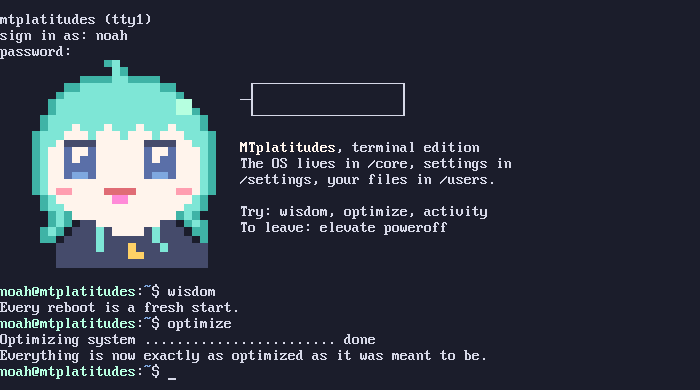 mtplatitudes (tty1)
sign in as: noah
password:
MTplatitudes, terminal edition
The OS lives in /core, settings in
/settings, your files in /users.
Try: wisdom, optimize, activity
To leave: elevate poweroff
noah@mtplatitudes:~$ wisdom
Every reboot is a fresh start.
noah@mtplatitudes:~$ optimize
Optimizing system ........................ done
Everything is now exactly as optimized as it was meant to be.
noah@mtplatitudes:~$ _